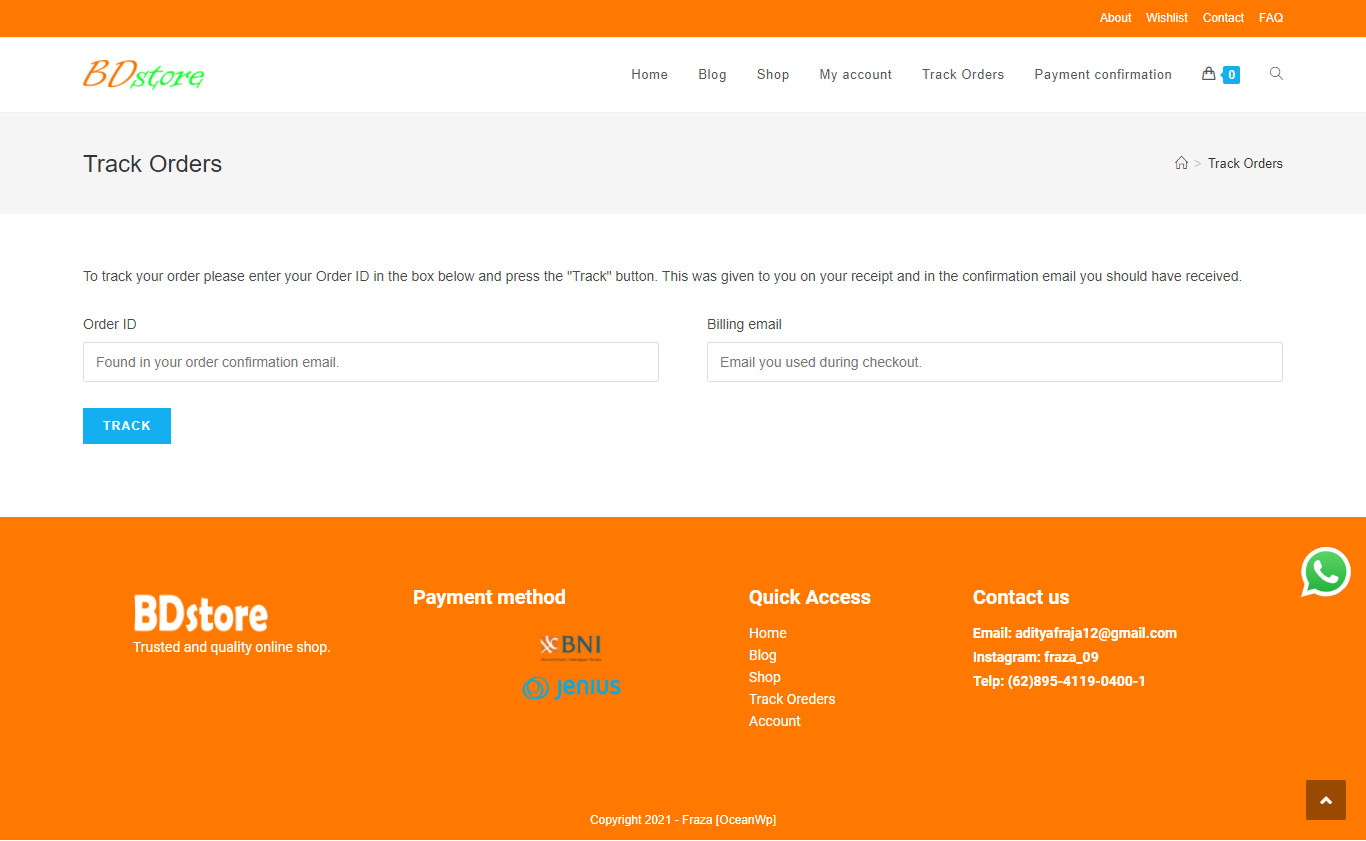 About Wishlist Contact FAQ
BDstore
Home Blog Shop My account Track Orders Payment confirmation 0
Track Orders
> Track Orders
To track your order please enter your Order ID in the box below and press the "Track" button. This was given to you on your receipt and in the confirmation email you should have received.
Order ID
Found in your order confirmation email.
Billing email
Email you used during checkout.
TRACK
BDstore
Trusted and quality online shop.
Payment method
BNI
Jenius
Quick Access
Home
Blog
Shop
Track Oreders
Account
Contact us
Email: adityafraja12@gmail.com
Instagram: fraza_09
Telp: (62)895-4119-0400-1
Copyright 2021 - Fraza [OceanWp]